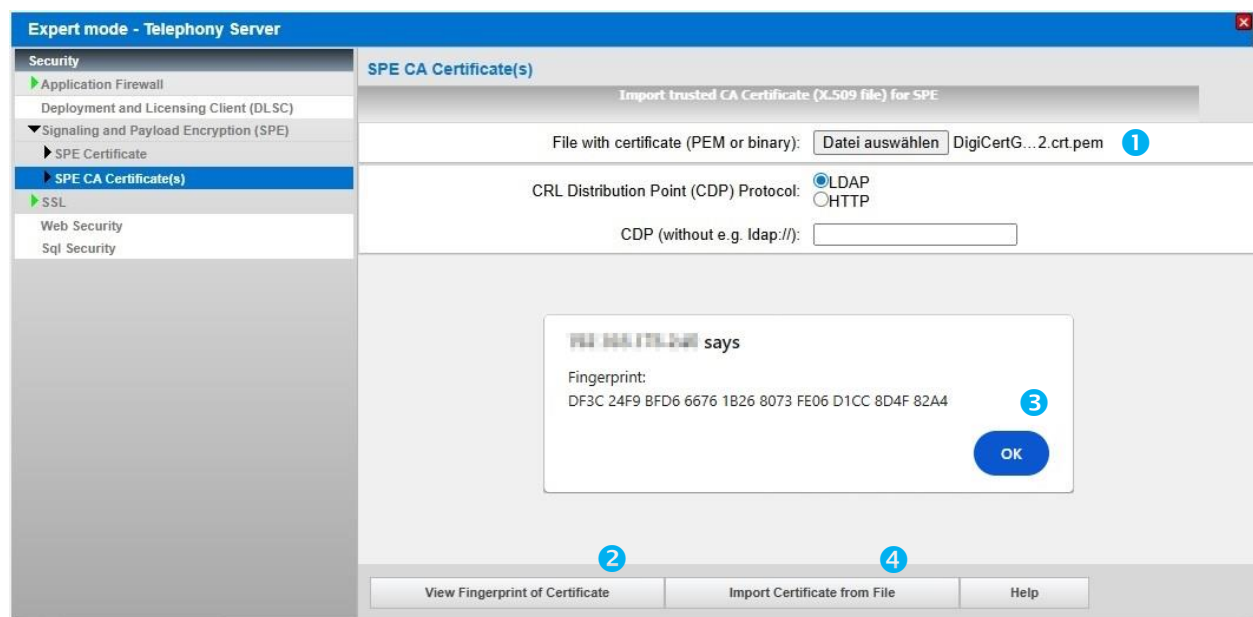 Expert mode - Telephony Server
Security
Application Firewall
Deployment and Licensing Client (DLSC)
Signaling and Payload Encryption (SPE)
SPE Certificate
SPE CA Certificate(s)
SSL
Web Security
Sql Security
SPE CA Certificate(s)
Import trusted CA Certificate (X.509 file) for SPE
File with certificate (PEM or binary): Datei auswählen DigiCertG...2.crt.pem 1
CRL Distribution Point (CDP) Protocol: LDAP
HTTP
CDP (without e.g. ldap://):
says
Fingerprint:
DF3C 24F9 BFD6 6676 1B26 8073 FE06 D1CC 8D4F 82A4
3
OK
2 4
View Fingerprint of Certificate Import Certificate from File Help